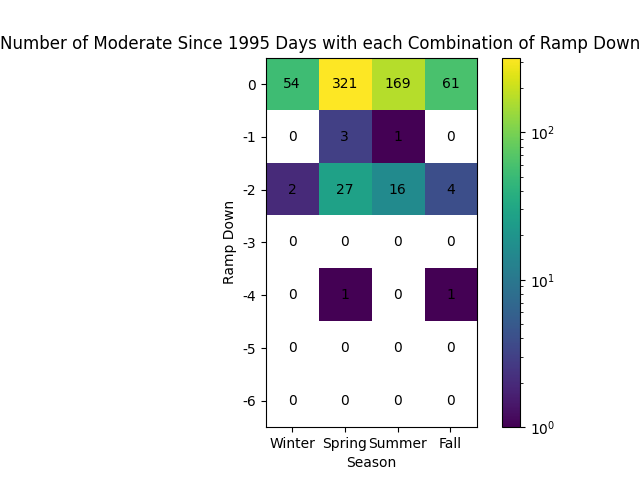 Number of Moderate Since 1995 Days with each Combination of Ramp Down
0 54 321 169 61
-1 0 3 1 0
-2 2 27 16 4
-3 0 0 0 0
-4 0 1 0 1
-5 0 0 0 0
-6 0 0 0 0
Ramp Down
Winter Spring Summer Fall
Season
10^2
10^1
10^0